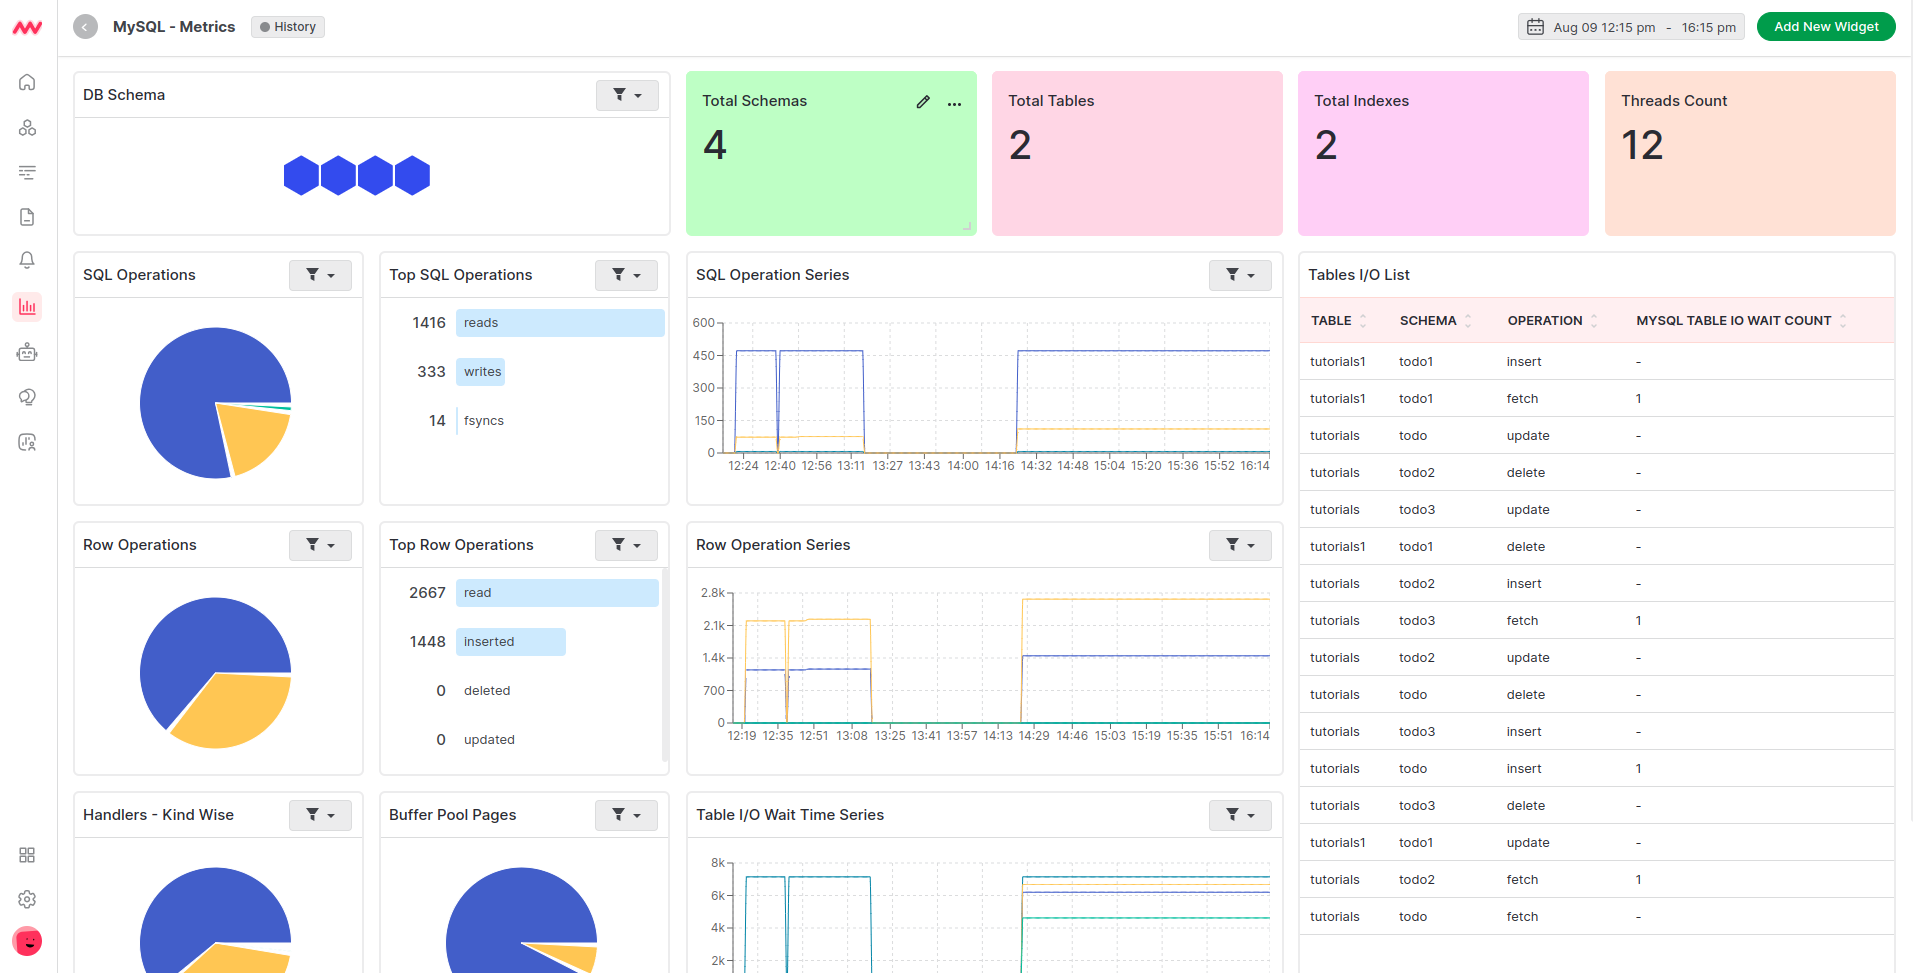 MySQL - Metrics
History
Aug 09 12:15 pm - 16:15 pm
Add New Widget
DB Schema
Total Schemas
4
Total Tables
2
Total Indexes
2
Threads Count
12
SQL Operations
Top SQL Operations
1416 reads
333 writes
14 fsyncs
SQL Operation Series
600
450
300
150
0
12:24 12:40 12:56 13:11 13:27 13:43 14:00 14:16 14:32 14:48 15:04 15:20 15:36 15:52 16:14
Tables I/O List
TABLE SCHEMA OPERATION MYSQL TABLE IO WAIT COUNT
tutorials1 todo1 insert -
tutorials1 todo1 fetch 1
tutorials todo update -
tutorials todo2 delete -
tutorials todo3 update -
tutorials1 todo1 delete -
tutorials todo2 insert -
tutorials todo3 fetch 1
tutorials todo2 update -
tutorials todo delete -
tutorials todo3 insert -
tutorials todo insert 1
tutorials todo3 delete -
tutorials1 todo1 update -
tutorials todo2 fetch 1
tutorials todo fetch -
Row Operations
Top Row Operations
2667 read
1448 inserted
0 deleted
0 updated
Row Operation Series
2.8k
2.1k
1.4k
700
0
12:19 12:35 12:51 13:08 13:25 13:41 13:57 14:13 14:29 14:46 15:03 15:19 15:35 15:51 16:14
Handlers - Kind Wise
Buffer Pool Pages
Table I/O Wait Time Series
8k
6k
4k
2k